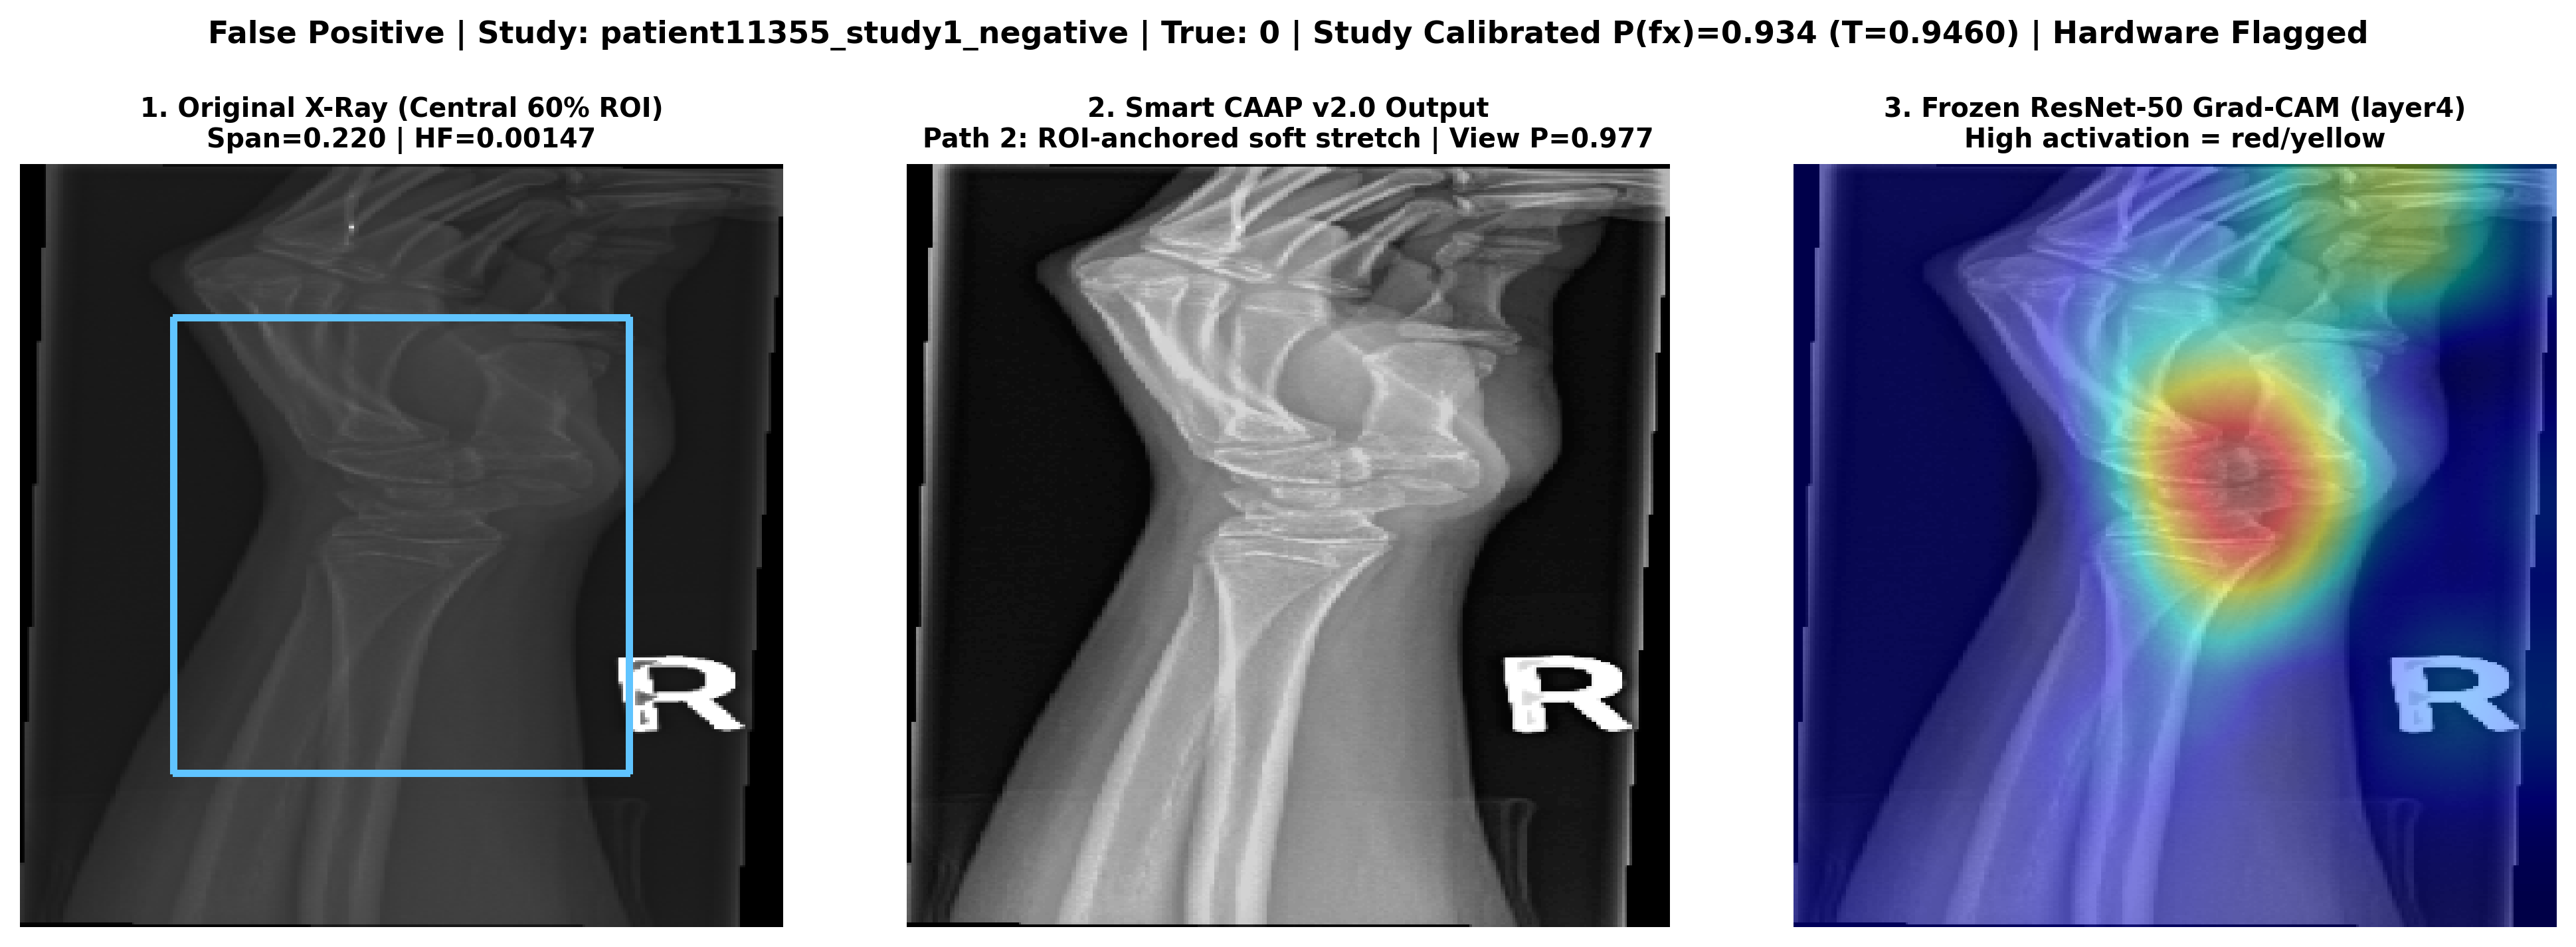 False Positive | Study: patient11355_study1_negative | True: 0 | Study Calibrated P(fx)=0.934 (T=0.9460) | Hardware Flagged
1. Original X-Ray (Central 60% ROI)
Span=0.220 | HF=0.00147
2. Smart CAAP v2.0 Output
Path 2: ROI-anchored soft stretch | View P=0.977
3. Frozen ResNet-50 Grad-CAM (layer4)
High activation = red/yellow
R
R
R